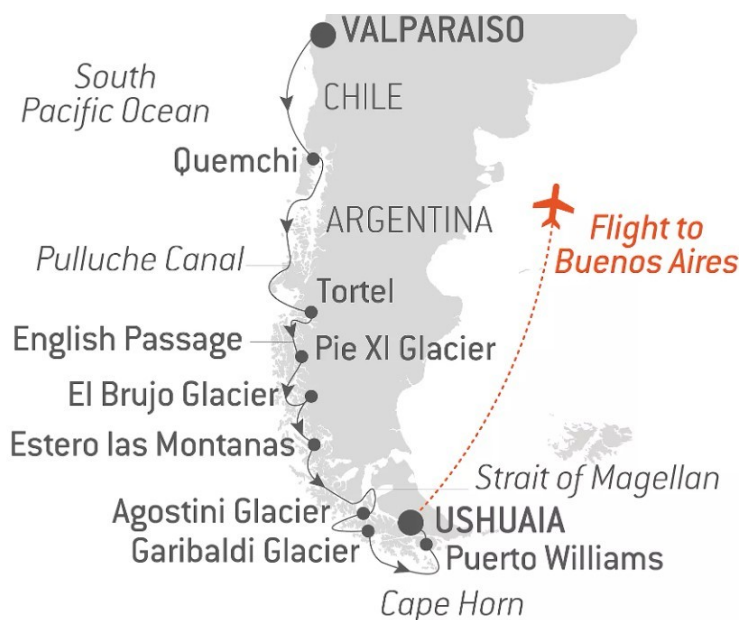 VALPARAISO
South
Pacific Ocean
CHILE
Quemchi
ARGENTINA
Flight to
Buenos Aires
Pulluche Canal
Tortel
English Passage
Pie XI Glacier
El Brujo Glacier
Estero las Montanas
Strait of Magellan
Agostini Glacier
USHUAIA
Garibaldi Glacier
Puerto Williams
Cape Horn